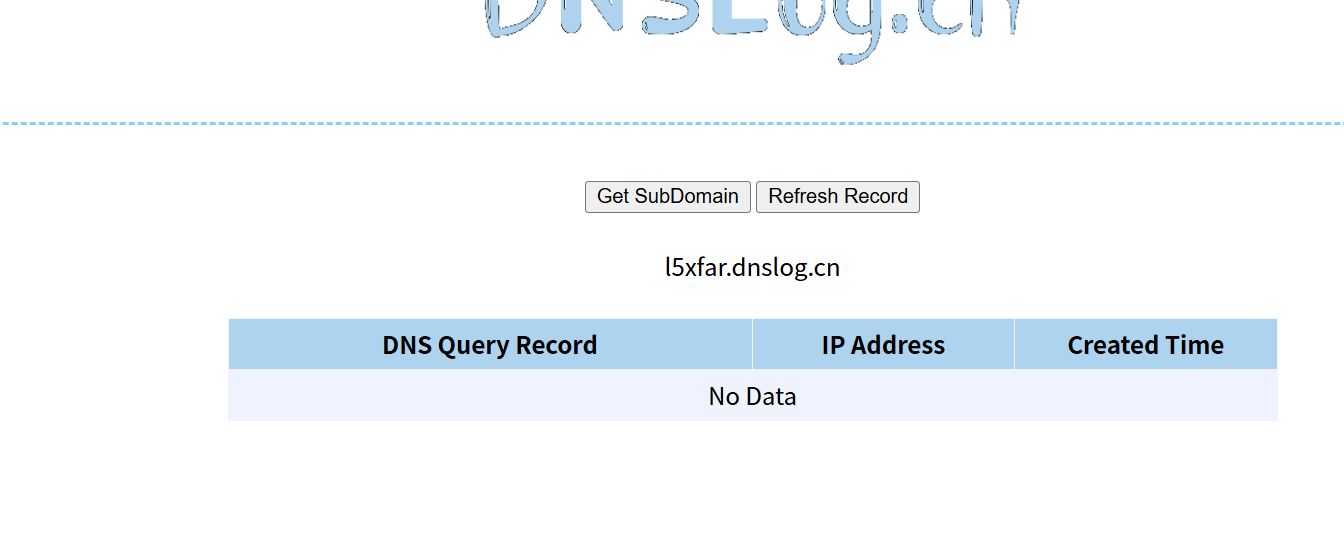 DNSLog.cn
Get SubDomain Refresh Record
l5xfar.dnslog.cn
DNS Query Record IP Address Created Time
No Data